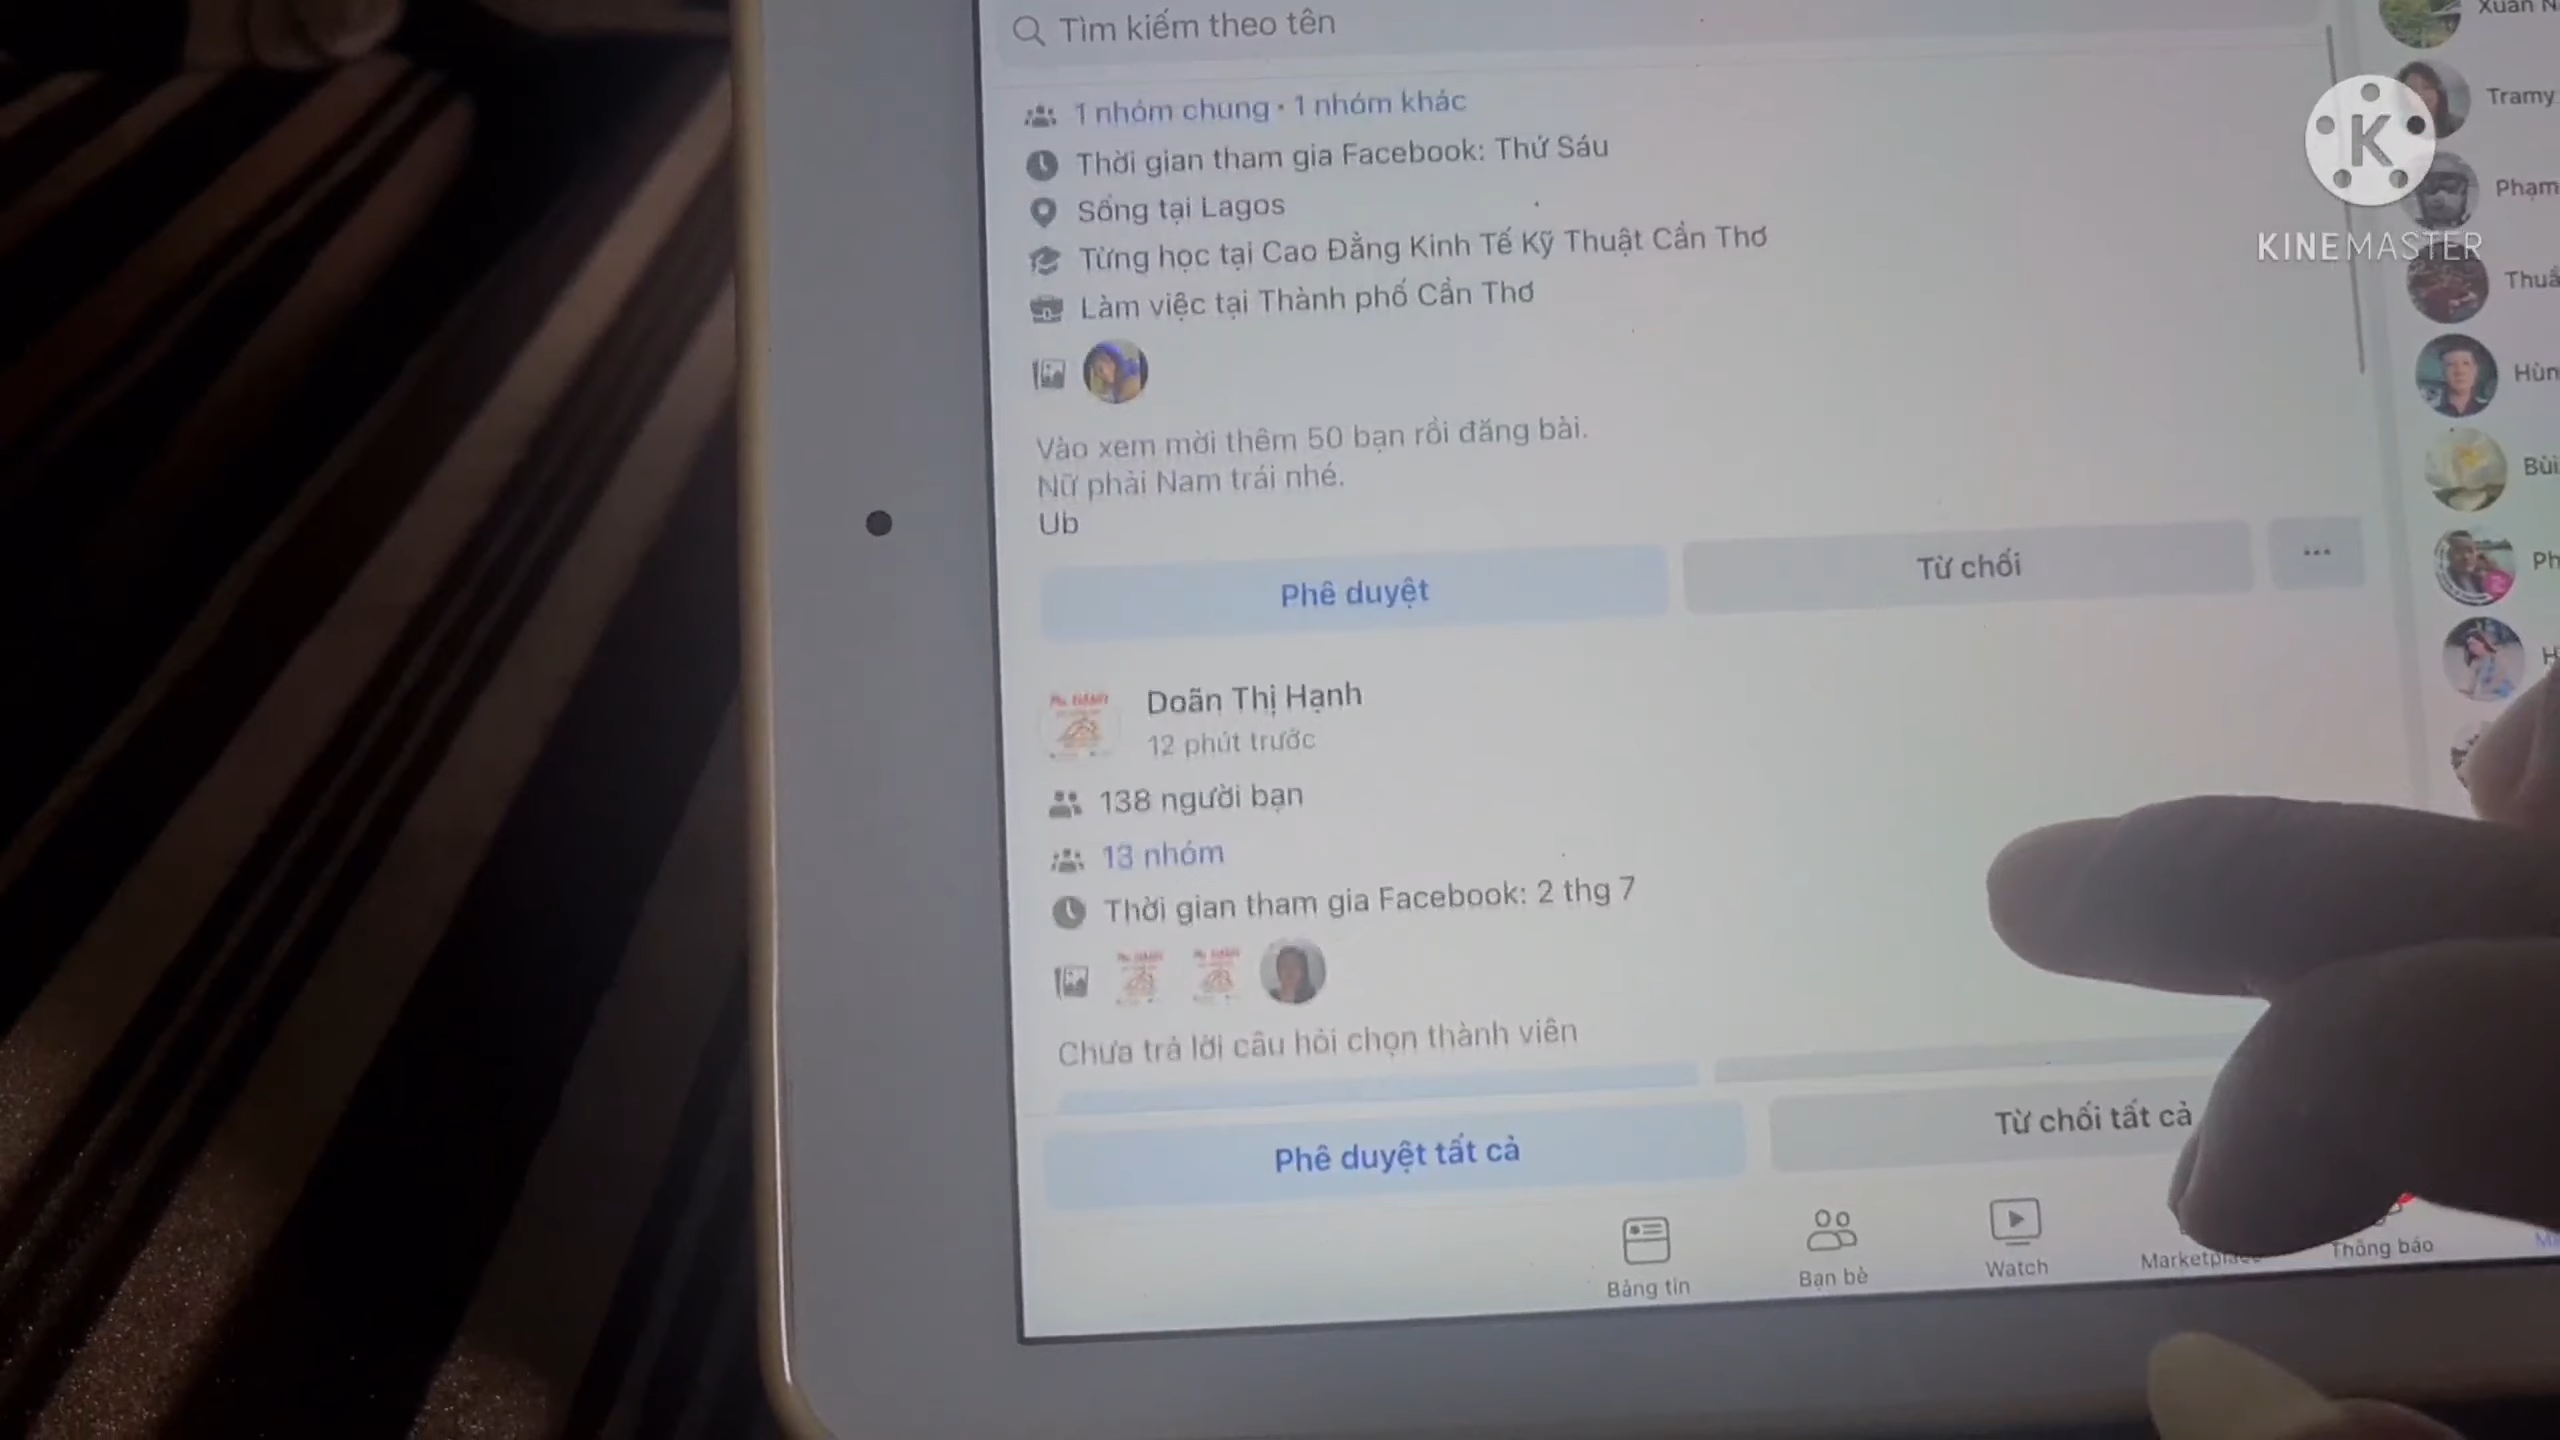 Tìm kiếm theo tên
1 nhóm chung · 1 nhóm khác
Thời gian tham gia Facebook: Thứ Sáu
Sống tại Lagos
Từng học tại Cao Đẳng Kinh Tế Kỹ Thuật Cần Thơ
Làm việc tại Thành phố Cần Thơ
Vào xem mời thêm 50 bạn rồi đăng bài.
Nữ phải Nam trái nhé.
Ub
Phê duyệt
Từ chối
Doãn Thị Hạnh
12 phút trước
138 người bạn
13 nhóm
Thời gian tham gia Facebook: 2 thg 7
Chưa trả lời câu hỏi chọn thành viên
Phê duyệt tất cả
Từ chối tất cả
Bảng tin
Bạn bè
Watch
Marketplace
Thông báo
Xuân N
Tramy
Phạm
Hùn
Bùi
Ph
K
KINEMASTER